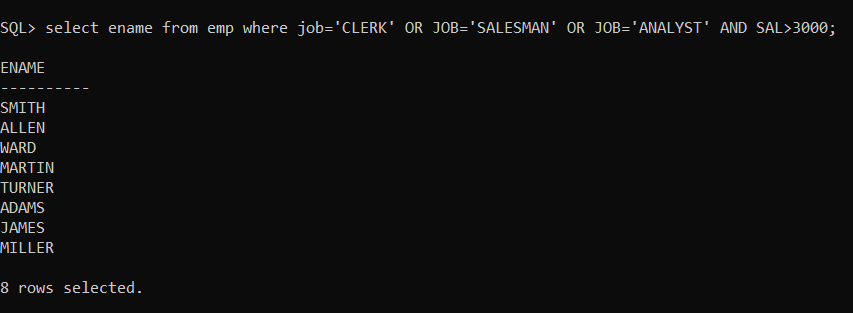 SQL> select ename from emp where job='CLERK' OR JOB='SALESMAN' OR JOB='ANALYST' AND SAL>3000;
ENAME
----------
SMITH
ALLEN
WARD
MARTIN
TURNER
ADAMS
JAMES
MILLER
8 rows selected.